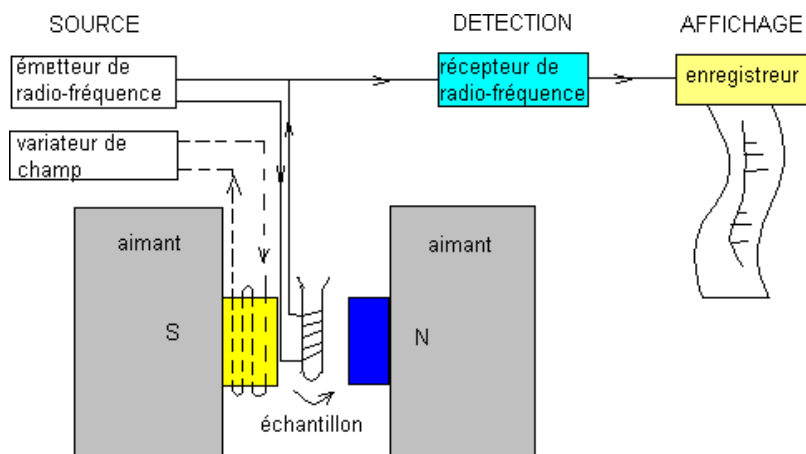 SOURCE
DETECTION
AFFICHAGE
émetteur de
radio-fréquence
récepteur de
radio-fréquence
enregistreur
variateur de
champ
aimant
aimant
S
N
échantillon